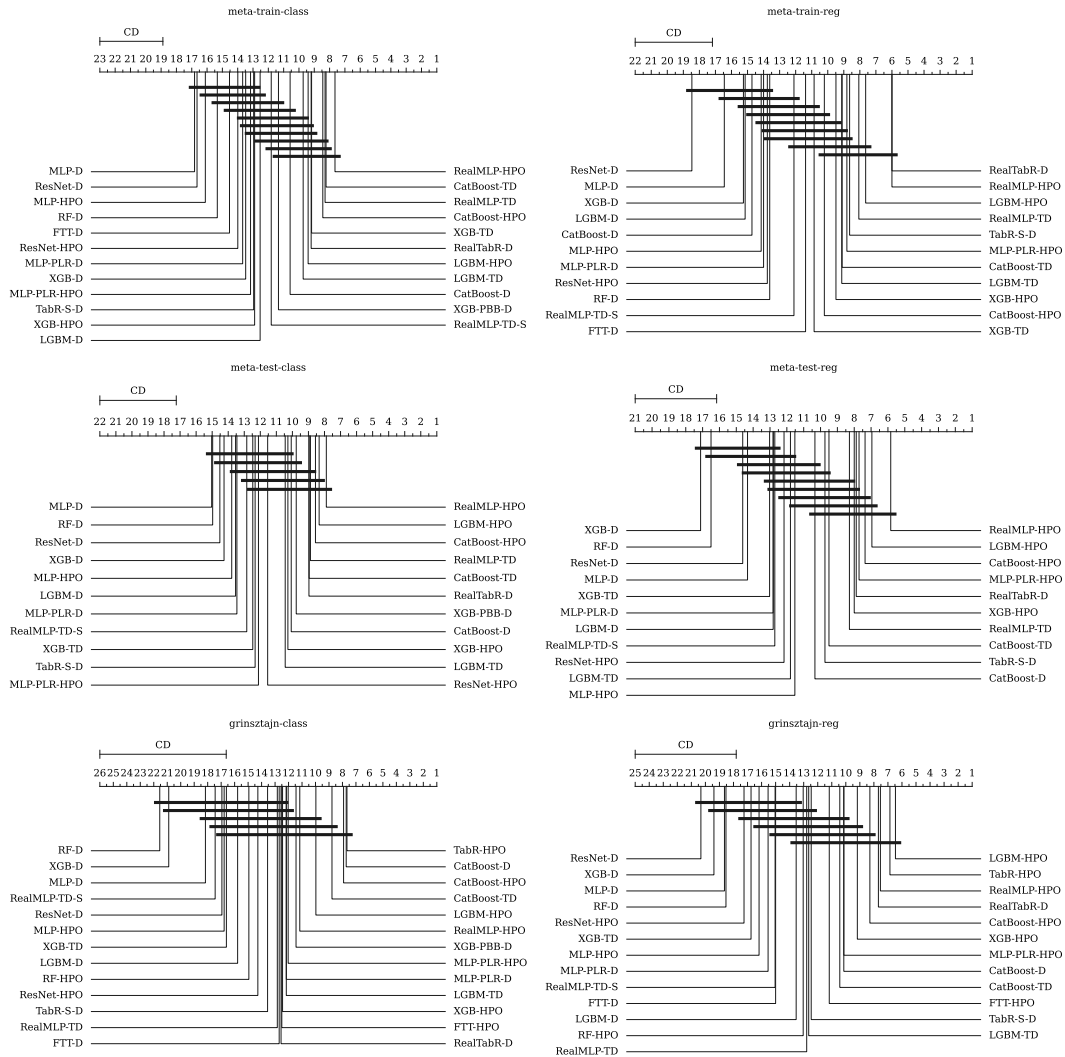 meta-train-class
CD
23 22 21 20 19 18 17 16 15 14 13 12 11 10 9 8 7 6 5 4 3 2 1
MLP-D RealMLP-HPO
ResNet-D CatBoost-TD
MLP-HPO RealMLP-TD
RF-D CatBoost-HPO
FTT-D XGB-TD
ResNet-HPO RealTabR-D
MLP-PLR-D LGBM-HPO
XGB-D LGBM-TD
MLP-PLR-HPO CatBoost-D
TabR-S-D XGB-PBB-D
XGB-HPO RealMLP-TD-S
LGBM-D
meta-train-reg
CD
22 21 20 19 18 17 16 15 14 13 12 11 10 9 8 7 6 5 4 3 2 1
ResNet-D RealTabR-D
MLP-D RealMLP-HPO
XGB-D LGBM-HPO
LGBM-D RealMLP-TD
CatBoost-D TabR-S-D
MLP-HPO MLP-PLR-HPO
MLP-PLR-D CatBoost-TD
ResNet-HPO LGBM-TD
RF-D XGB-HPO
RealMLP-TD-S CatBoost-HPO
FTT-D XGB-TD
meta-test-class
CD
22 21 20 19 18 17 16 15 14 13 12 11 10 9 8 7 6 5 4 3 2 1
MLP-D RealMLP-HPO
RF-D LGBM-HPO
ResNet-D CatBoost-HPO
XGB-D RealMLP-TD
MLP-HPO CatBoost-TD
LGBM-D RealTabR-D
MLP-PLR-D XGB-PBB-D
RealMLP-TD-S CatBoost-D
XGB-TD XGB-HPO
TabR-S-D LGBM-TD
MLP-PLR-HPO ResNet-HPO
meta-test-reg
CD
21 20 19 18 17 16 15 14 13 12 11 10 9 8 7 6 5 4 3 2 1
XGB-D RealMLP-HPO
RF-D LGBM-HPO
ResNet-D CatBoost-HPO
MLP-D MLP-PLR-HPO
XGB-TD RealTabR-D
MLP-PLR-D XGB-HPO
LGBM-D RealMLP-TD
RealMLP-TD-S CatBoost-TD
ResNet-HPO TabR-S-D
LGBM-TD CatBoost-D
MLP-HPO
grinsztajn-class
CD
26 25 24 23 22 21 20 19 18 17 16 15 14 13 12 11 10 9 8 7 6 5 4 3 2 1
RF-D TabR-HPO
XGB-D CatBoost-D
MLP-D CatBoost-HPO
RealMLP-TD-S CatBoost-TD
ResNet-D LGBM-HPO
MLP-HPO RealMLP-HPO
XGB-TD XGB-PBB-D
LGBM-D MLP-PLR-HPO
RF-HPO MLP-PLR-D
ResNet-HPO LGBM-TD
TabR-S-D XGB-HPO
RealMLP-TD FTT-HPO
FTT-D RealTabR-D
grinsztajn-reg
CD
25 24 23 22 21 20 19 18 17 16 15 14 13 12 11 10 9 8 7 6 5 4 3 2 1
ResNet-D LGBM-HPO
XGB-D TabR-HPO
MLP-D RealMLP-HPO
RF-D RealTabR-D
ResNet-HPO CatBoost-HPO
XGB-TD XGB-HPO
MLP-HPO MLP-PLR-HPO
MLP-PLR-D CatBoost-D
RealMLP-TD-S CatBoost-TD
FTT-D FTT-HPO
LGBM-D TabR-S-D
RF-HPO LGBM-TD
RealMLP-TD